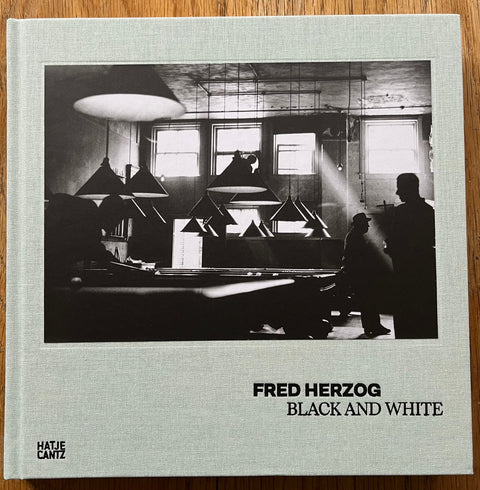 FRED HERZOG
BLACK AND WHITE
HATJE
CANTZ